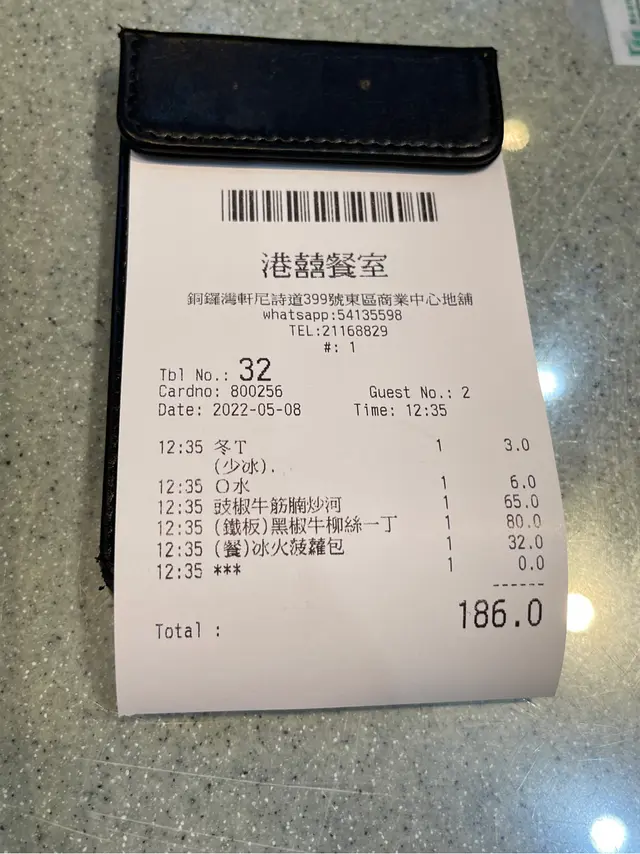 港囍餐室
銅鑼灣軒尼詩道399號東區商業中心地舖
whatsapp:54135598
TEL:21168829
#: 1
Tbl No.: 32
Cardno: 800256 Guest No.: 2
Date: 2022-05-08 Time: 12:35
12:35 冬T 1 3.0
(少冰).
12:35 O水 1 6.0
12:35 豉椒牛筋腩炒河 1 65.0
12:35 (鐵板)黑椒牛柳絲一丁 1 80.0
12:35 (餐)冰火菠蘿包 1 32.0
12:35 *** 1 0.0
------
Total : 186.0